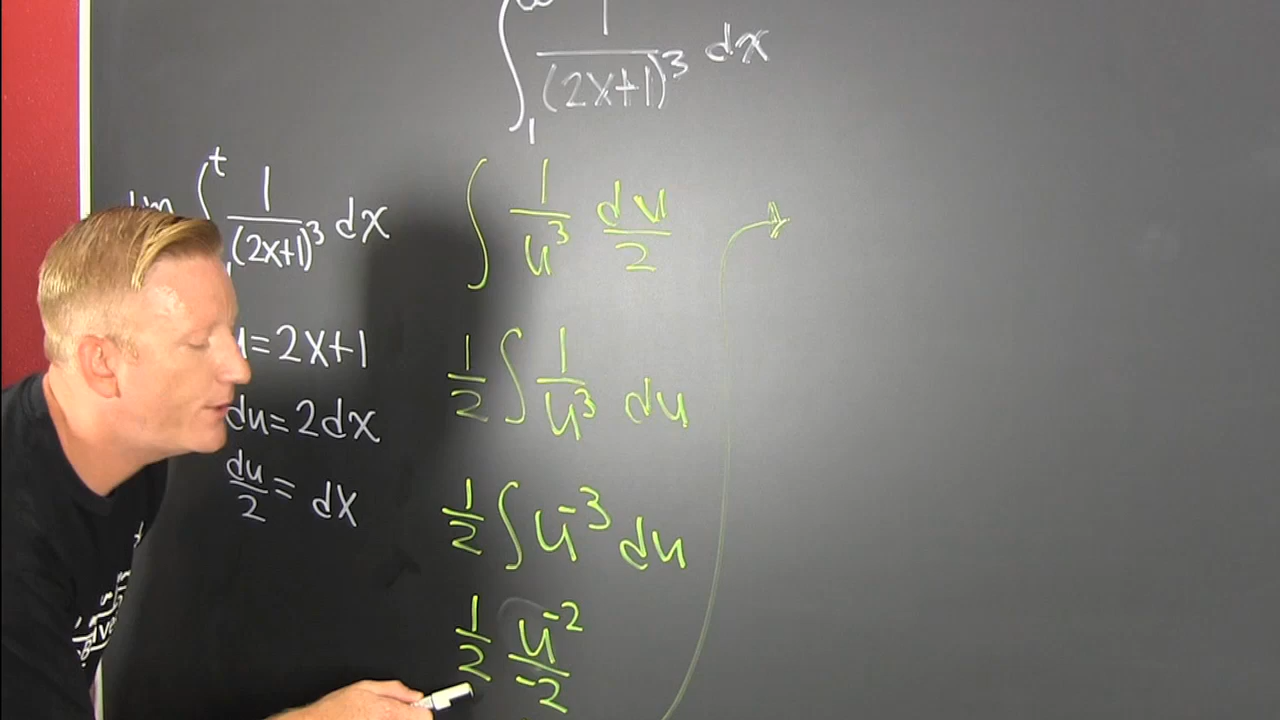 ∫₁^∞ 1/(2x+1)³ dx
lim ∫₁^t 1/(2x+1)³ dx
u=2x+1
du=2dx
du/2 = dx
∫ 1/u³ du/2
1/2 ∫ 1/u³ du
1/2 ∫ u⁻³ du
1/2 u⁻²/-2